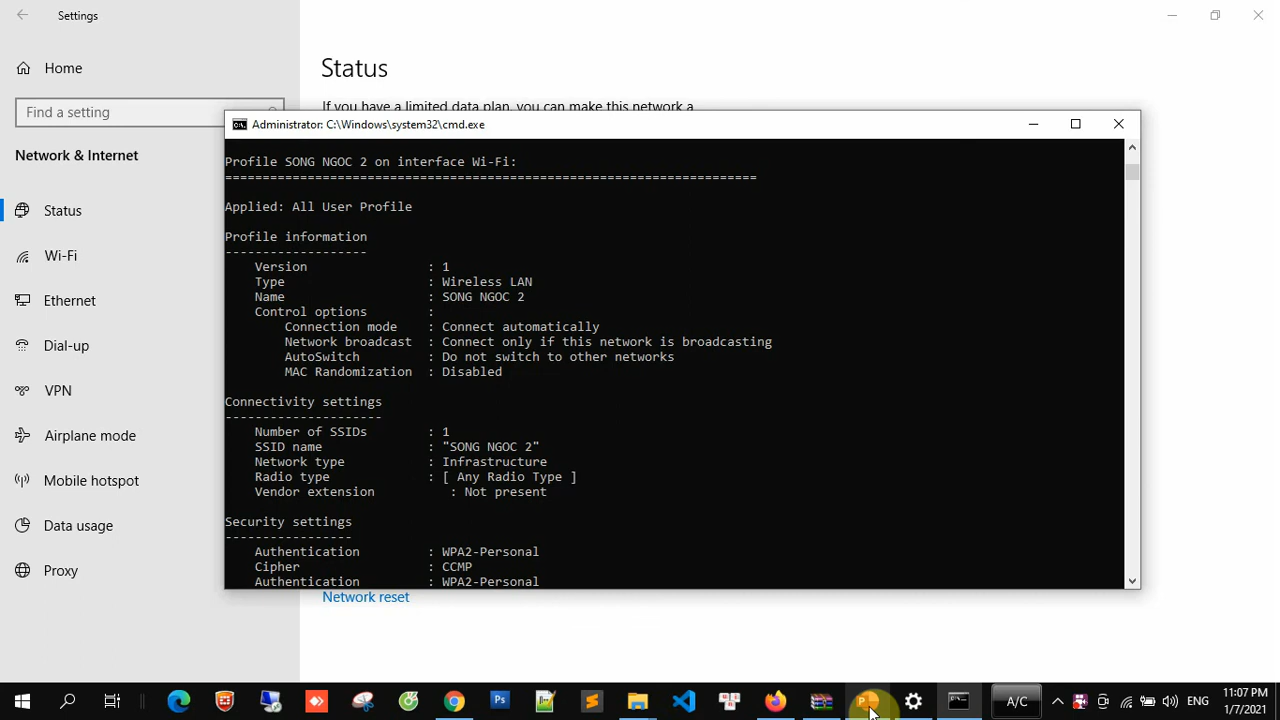 Settings
Home
Find a setting
Network & Internet
Status
Wi-Fi
Ethernet
Dial-up
VPN
Airplane mode
Mobile hotspot
Data usage
Proxy
Status
If you have a limited data plan, you can make this network a
Administrator: C:\Windows\system32\cmd.exe
Profile SONG NGOC 2 on interface Wi-Fi:
=======================================================================
Applied: All User Profile
Profile information
-------------------
Version : 1
Type : Wireless LAN
Name : SONG NGOC 2
Control options :
Connection mode : Connect automatically
Network broadcast : Connect only if this network is broadcasting
AutoSwitch : Do not switch to other networks
MAC Randomization : Disabled
Connectivity settings
---------------------
Number of SSIDs : 1
SSID name : "SONG NGOC 2"
Network type : Infrastructure
Radio type : [ Any Radio Type ]
Vendor extension : Not present
Security settings
-----------------
Authentication : WPA2-Personal
Cipher : CCMP
Authentication : WPA2-Personal
Network reset
Ps
A/C
ENG
11:07 PM
1/7/2021